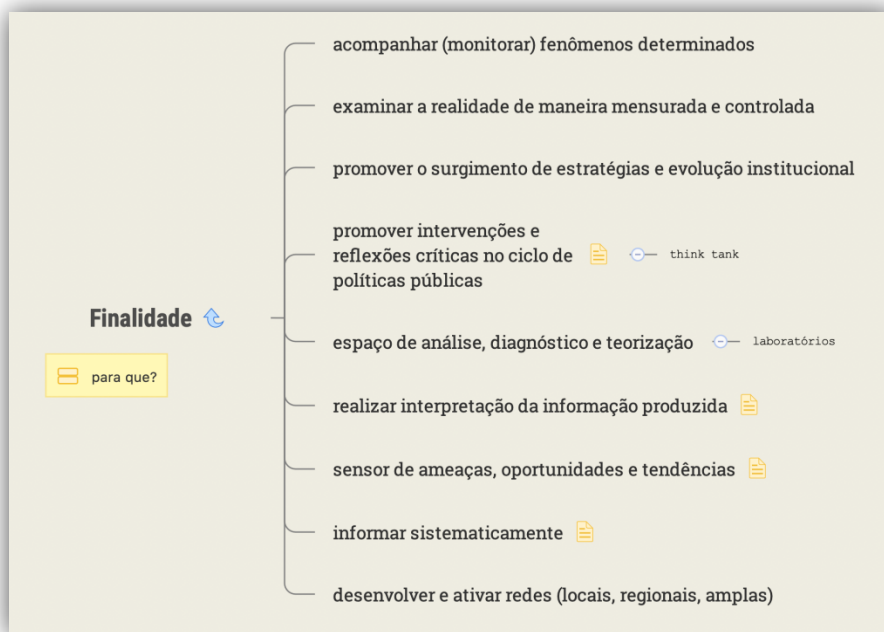 acompanhar (monitorar) fenômenos determinados
examinar a realidade de maneira mensurada e controlada
promover o surgimento de estratégias e evolução institucional
promover intervenções e
reflexões críticas no ciclo de
políticas públicas
think tank
Finalidade
para que?
espaço de análise, diagnóstico e teorização
laboratórios
realizar interpretação da informação produzida
sensor de ameaças, oportunidades e tendências
informar sistematicamente
desenvolver e ativar redes (locais, regionais, amplas)